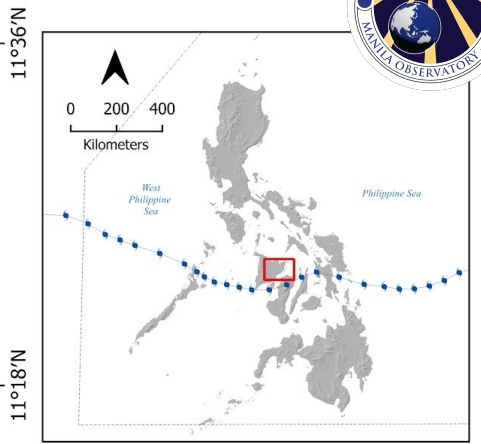 11°36'N
MANILA OBSERVATORY
0 200 400
Kilometers
West
Philippine
Sea
Philippine Sea
11°18'N